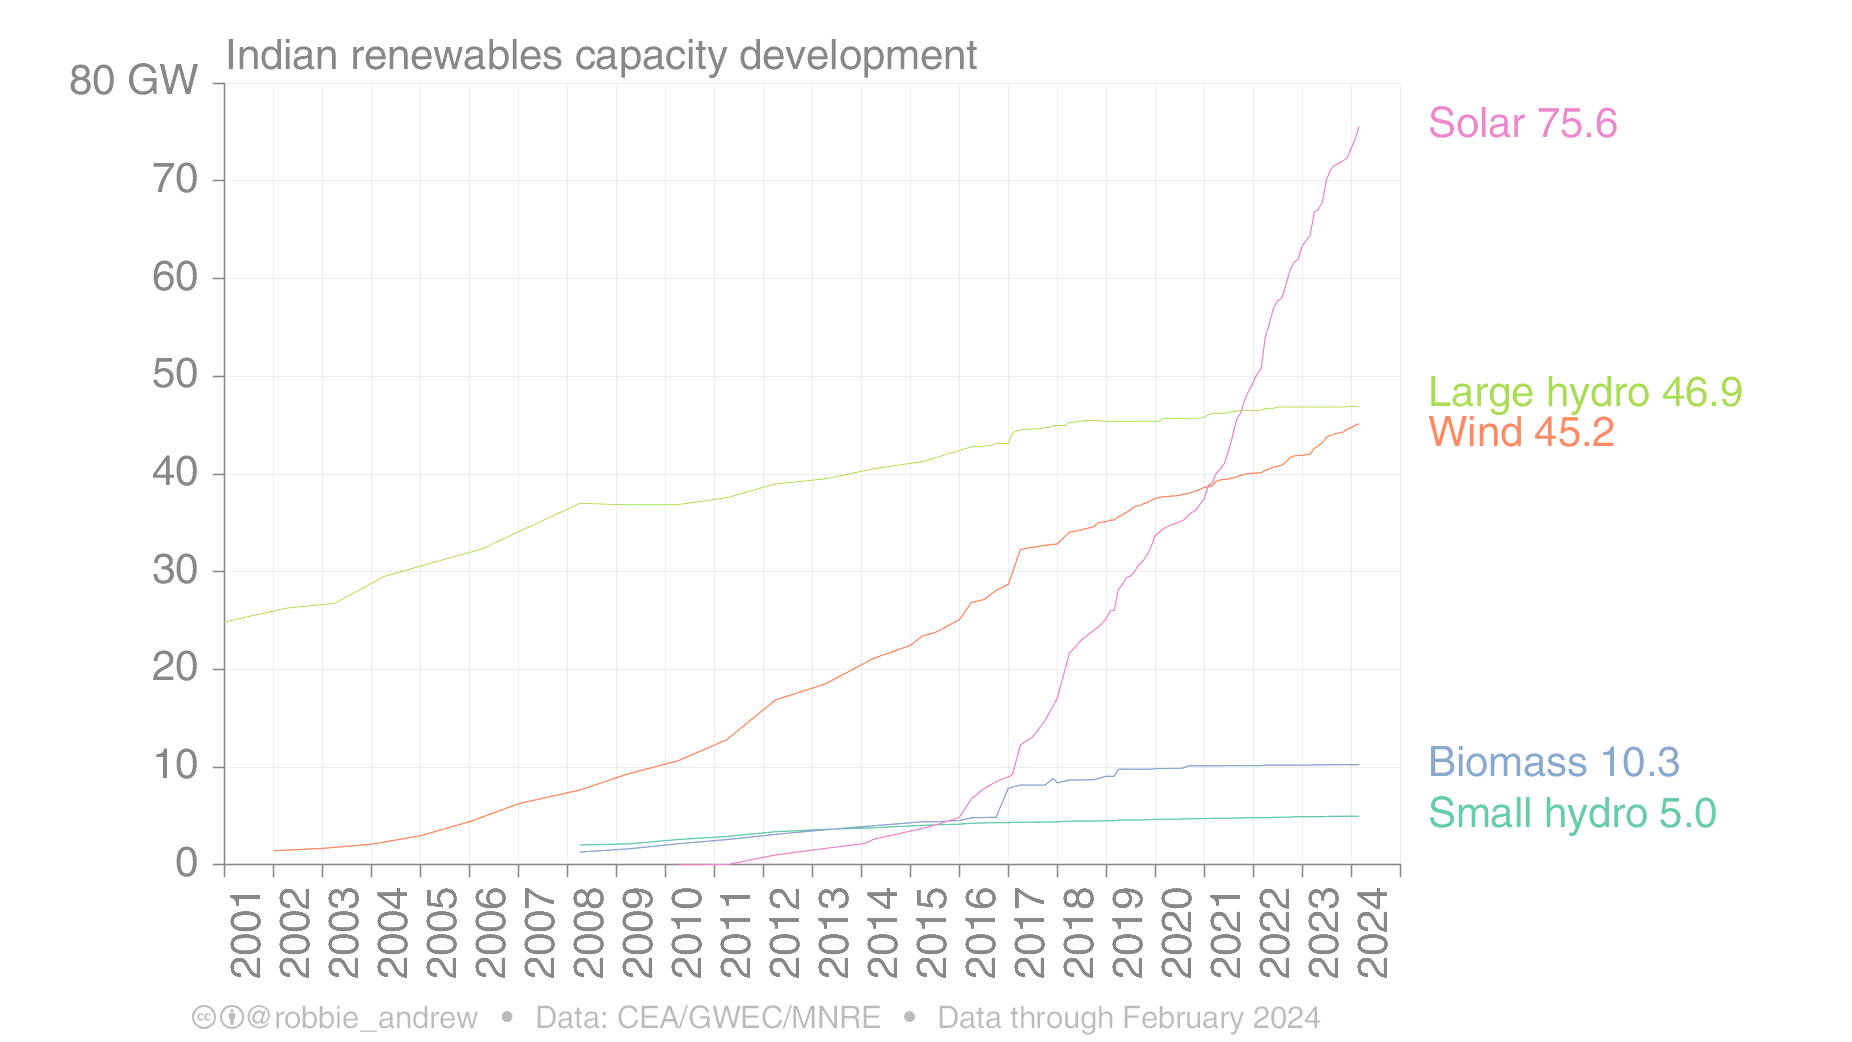 Indian renewables capacity development
80 GW
70
60
50
40
30
20
10
0
Solar 75.6
Large hydro 46.9
Wind 45.2
Biomass 10.3
Small hydro 5.0
2001 2002 2003 2004 2005 2006 2007 2008 2009 2010 2011 2012 2013 2014 2015 2016 2017 2018 2019 2020 2021 2022 2023 2024
cc @robbie_andrew • Data: CEA/GWEC/MNRE • Data through February 2024